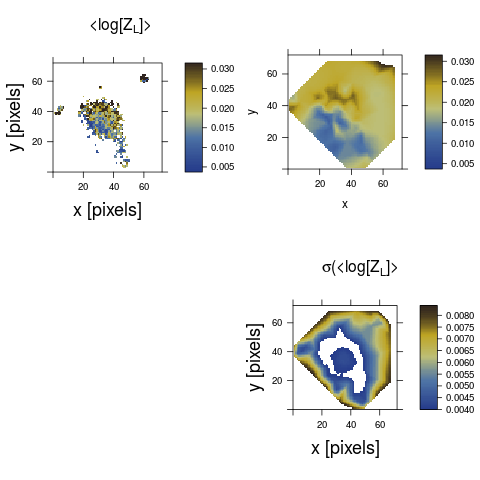 <log[Z_L]>
60
40
20
y [pixels]
20 40 60
x [pixels]
0.030
0.025
0.020
0.015
0.010
0.005
60
40
20
y
20 40 60
x
0.030
0.025
0.020
0.015
0.010
0.005
σ(<log[Z_L]>
60
40
20
y [pixels]
20 40 60
x [pixels]
0.0080
0.0075
0.0070
0.0065
0.0060
0.0055
0.0050
0.0045
0.0040